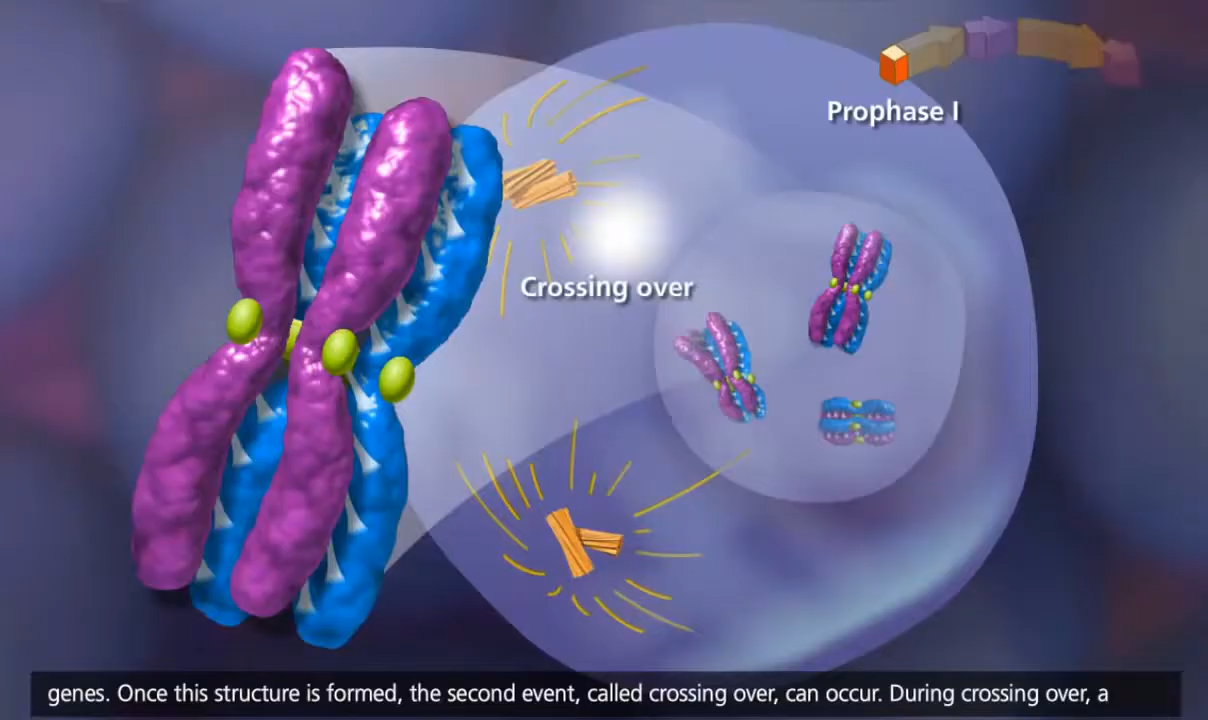 Prophase I
Crossing over
genes. Once this structure is formed, the second event, called crossing over, can occur. During crossing over, a